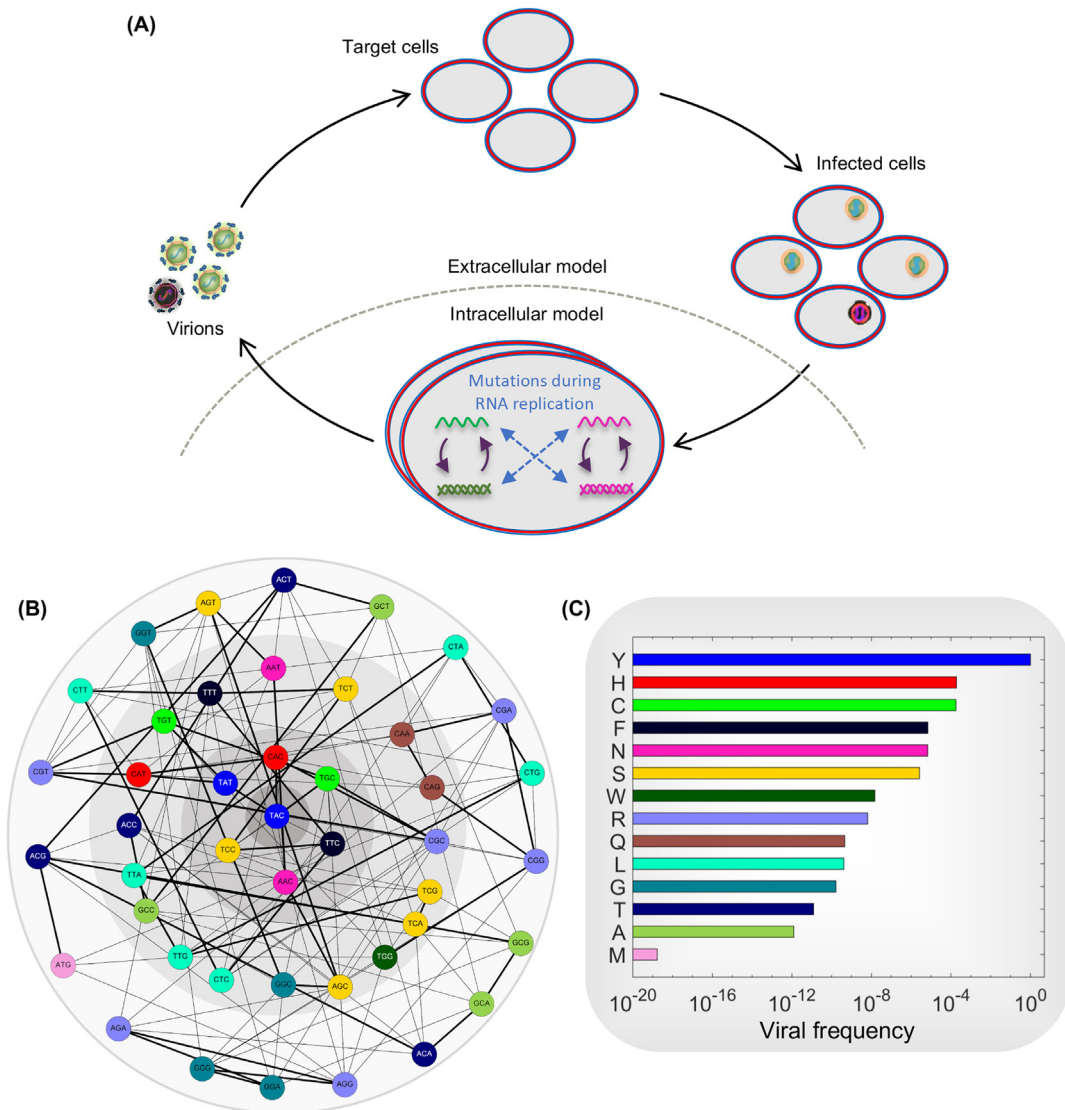 (A)
Target cells
Infected cells
Extracellular model
Intracellular model
Virions
Mutations during
RNA replication
(B)
ACT
AGT
GCT
GGT
CTA
AAT
CTT
TTT
TCT
CGA
TGT
CAA
CAC
CGT
CAT
TAT
TGC
CTG
CAG
TAC
ACC
CGC
TCC
TTC
ACG
CGG
TTA
AAC
TCG
GCC
TCA
GCG
TTG
TGG
ATG
CTC
GGC
AGC
GCA
AGA
ACA
GGG
GGA
AGG
(C)
Y
H
C
F
N
S
W
R
Q
L
G
T
A
M
10^-20 10^-16 10^-12 10^-8 10^-4 10^0
Viral frequency